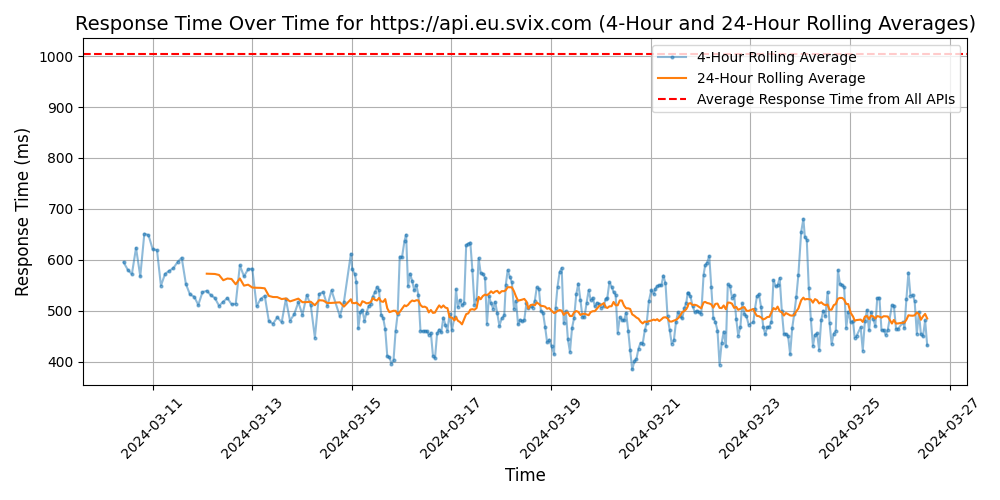 Response Time Over Time for https://api.eu.svix.com (4-Hour and 24-Hour Rolling Averages)
4-Hour Rolling Average
24-Hour Rolling Average
Average Response Time from All APIs
Response Time (ms)
1000
900
800
700
600
500
400
2024-03-11
2024-03-13
2024-03-15
2024-03-17
2024-03-19
2024-03-21
2024-03-23
2024-03-25
2024-03-27
Time